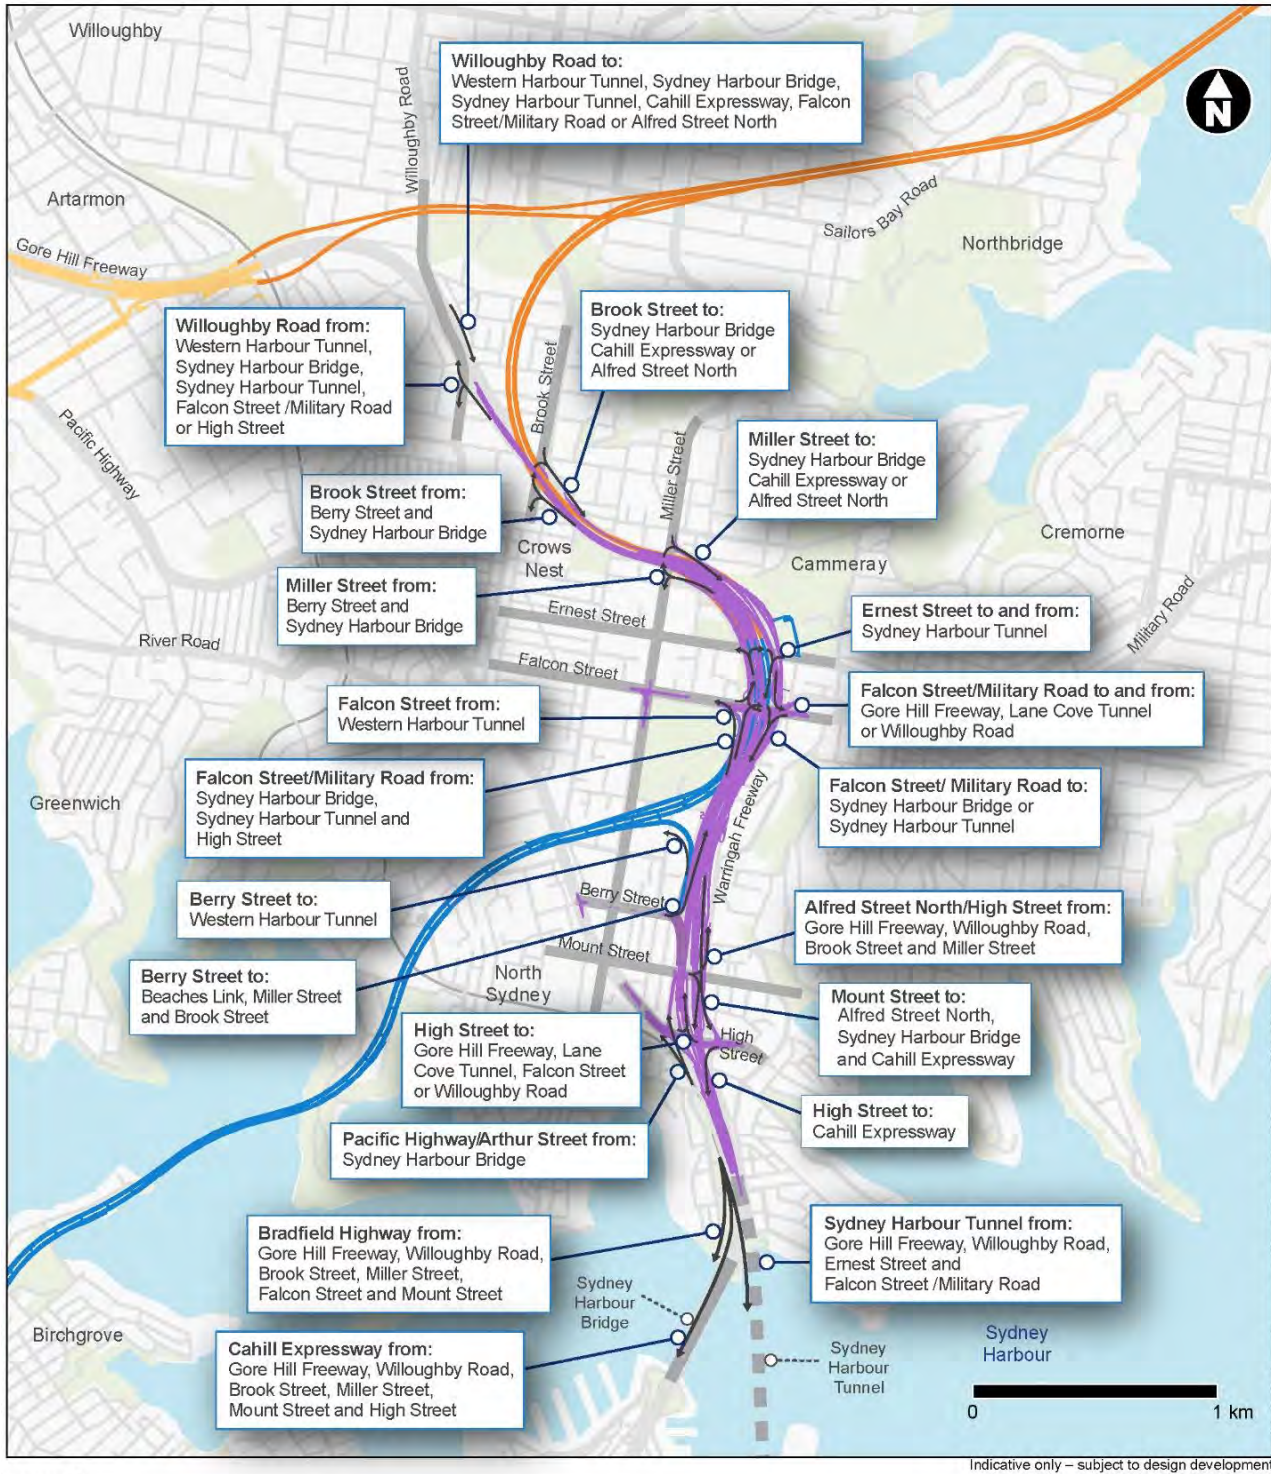 Willoughby
Willoughby Road to:
Western Harbour Tunnel, Sydney Harbour Bridge,
Sydney Harbour Tunnel, Cahill Expressway, Falcon
Street/Military Road or Alfred Street North
N
Willoughby Road
Artarmon
Gore Hill Freeway
Sailors Bay Road
Northbridge
Willoughby Road from:
Western Harbour Tunnel,
Sydney Harbour Bridge,
Sydney Harbour Tunnel,
Falcon Street /Military Road
or High Street
Brook Street to:
Sydney Harbour Bridge
Cahill Expressway or
Alfred Street North
Brook Street
Pacific Highway
Miller Street
Miller Street to:
Sydney Harbour Bridge
Cahill Expressway or
Alfred Street North
Brook Street from:
Berry Street and
Sydney Harbour Bridge
Crows
Nest
Cremorne
Cammeray
Miller Street from:
Berry Street and
Sydney Harbour Bridge
Ernest Street
Ernest Street to and from:
Sydney Harbour Tunnel
Military Road
River Road
Falcon Street
Falcon Street from:
Western Harbour Tunnel
Falcon Street/Military Road to and from:
Gore Hill Freeway, Lane Cove Tunnel
or Willoughby Road
Falcon Street/Military Road from:
Sydney Harbour Bridge,
Sydney Harbour Tunnel and
High Street
Greenwich
Warringah Freeway
Falcon Street/ Military Road to:
Sydney Harbour Bridge or
Sydney Harbour Tunnel
Berry Street to:
Western Harbour Tunnel
Berry Street
Alfred Street North/High Street from:
Gore Hill Freeway, Willoughby Road,
Brook Street and Miller Street
Mount Street
Berry Street to:
Beaches Link, Miller Street
and Brook Street
North
Sydney
Mount Street to:
Alfred Street North,
Sydney Harbour Bridge
and Cahill Expressway
High Street to:
Gore Hill Freeway, Lane
Cove Tunnel, Falcon Street
or Willoughby Road
High
Street
High Street to:
Cahill Expressway
Pacific Highway/Arthur Street from:
Sydney Harbour Bridge
Bradfield Highway from:
Gore Hill Freeway, Willoughby Road,
Brook Street, Miller Street,
Falcon Street and Mount Street
Sydney Harbour Tunnel from:
Gore Hill Freeway, Willoughby Road,
Ernest Street and
Falcon Street /Military Road
Sydney
Harbour
Bridge
Birchgrove
Cahill Expressway from:
Gore Hill Freeway, Willoughby Road,
Brook Street, Miller Street,
Mount Street and High Street
Sydney
Harbour
Tunnel
Sydney
Harbour
0 1 km
Indicative only – subject to design development